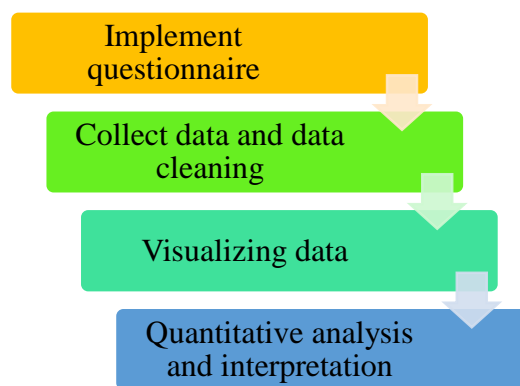 Implement
questionnaire
Collect data and data
cleaning
Visualizing data
Quantitative analysis
and interpretation